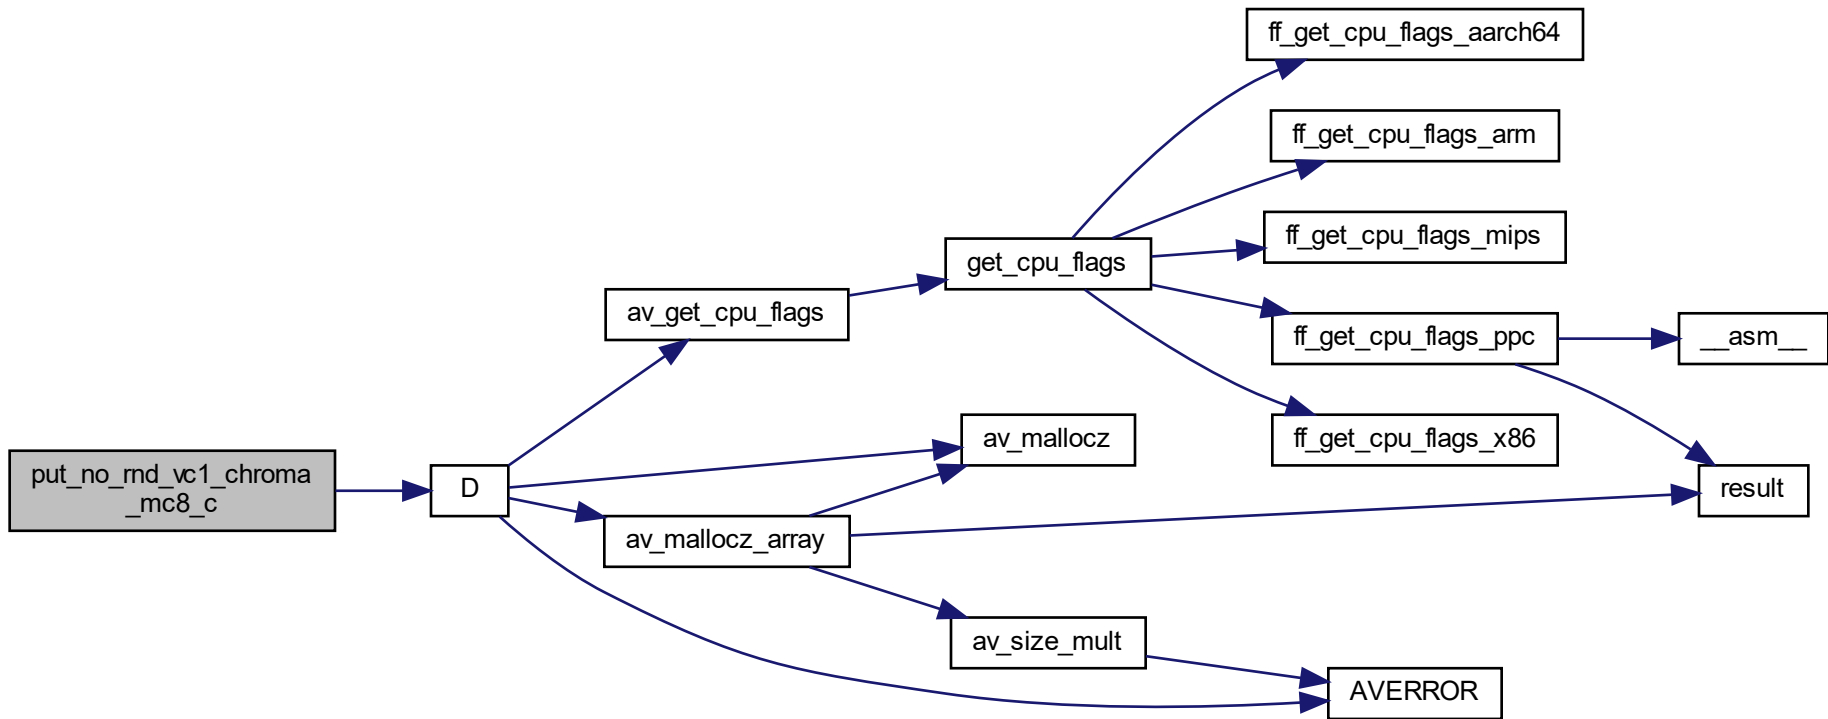 ff_get_cpu_flags_aarch64
ff_get_cpu_flags_arm
ff_get_cpu_flags_mips
get_cpu_flags
av_get_cpu_flags
ff_get_cpu_flags_ppc
__asm__
av_mallocz
ff_get_cpu_flags_x86
put_no_rnd_vc1_chroma
_mc8_c
D
result
av_mallocz_array
av_size_mult
AVERROR